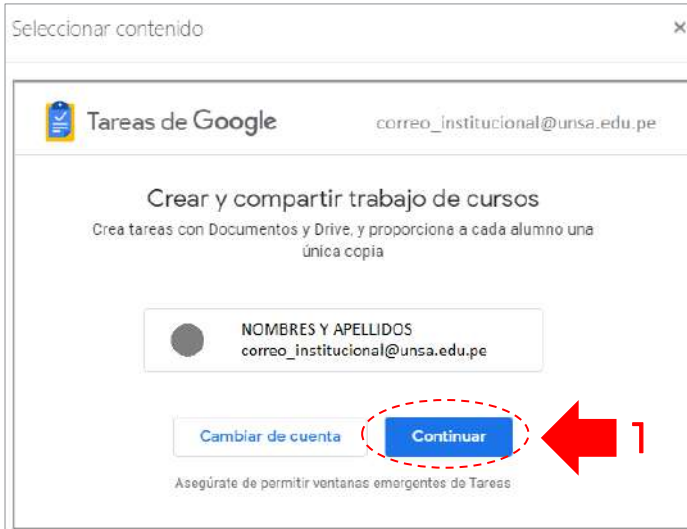 Seleccionar contenido
×
Tareas de Google
correo_institucional@unsa.edu.pe
Crear y compartir trabajo de cursos
Crea tareas con Documentos y Drive, y proporciona a cada alumno una
única copia
NOMBRES Y APELLIDOS
correo_institucional@unsa.edu.pe
Cambiar de cuenta
Continuar
1
Asegúrate de permitir ventanas emergentes de Tareas